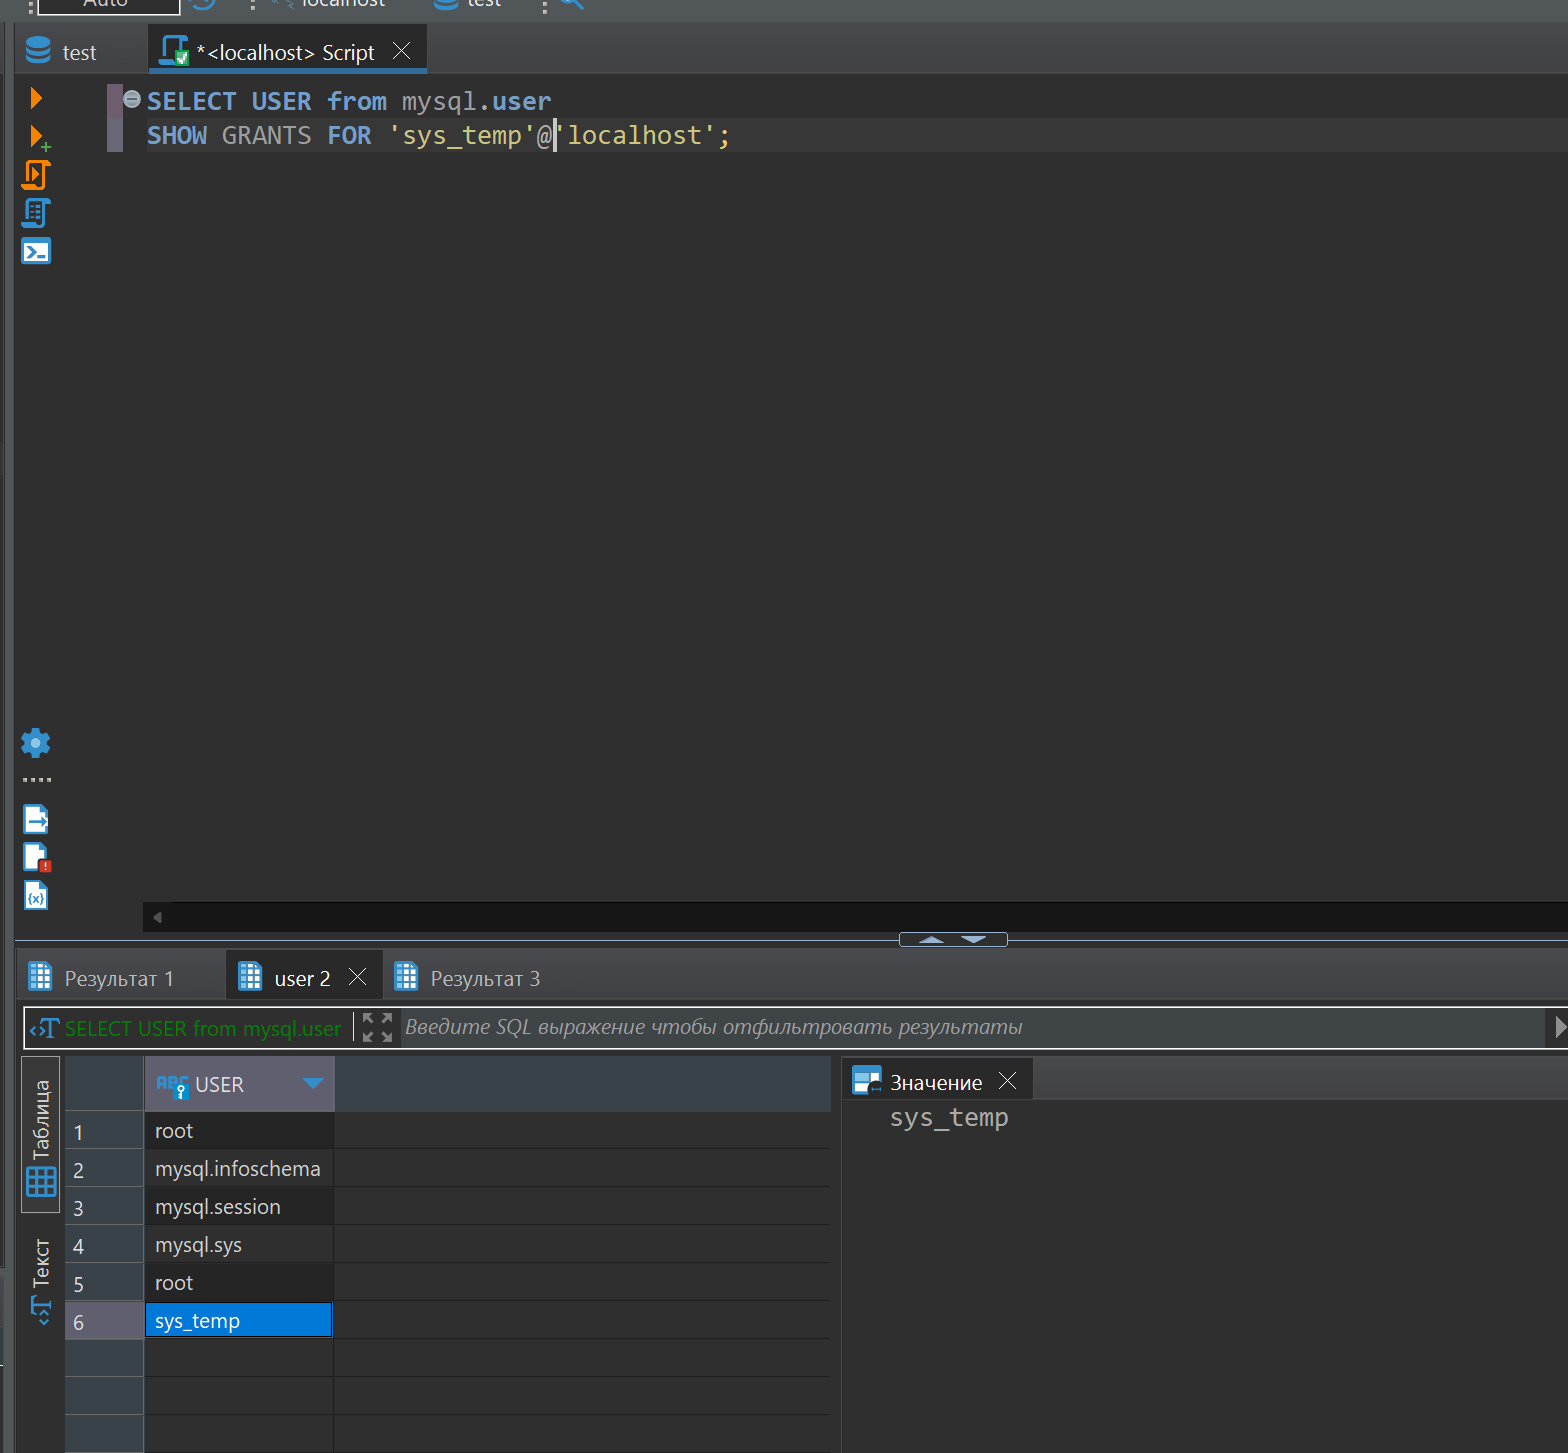 Auto localhost test
test *<localhost> Script
SELECT USER from mysql.user
SHOW GRANTS FOR 'sys_temp'@'localhost';
Результат 1 user 2 Результат 3
SELECT USER from mysql.user Введите SQL выражение чтобы отфильтровать результаты
Таблица
Текст
USER
1 root
2 mysql.infoschema
3 mysql.session
4 mysql.sys
5 root
6 sys_temp
Значение
sys_temp